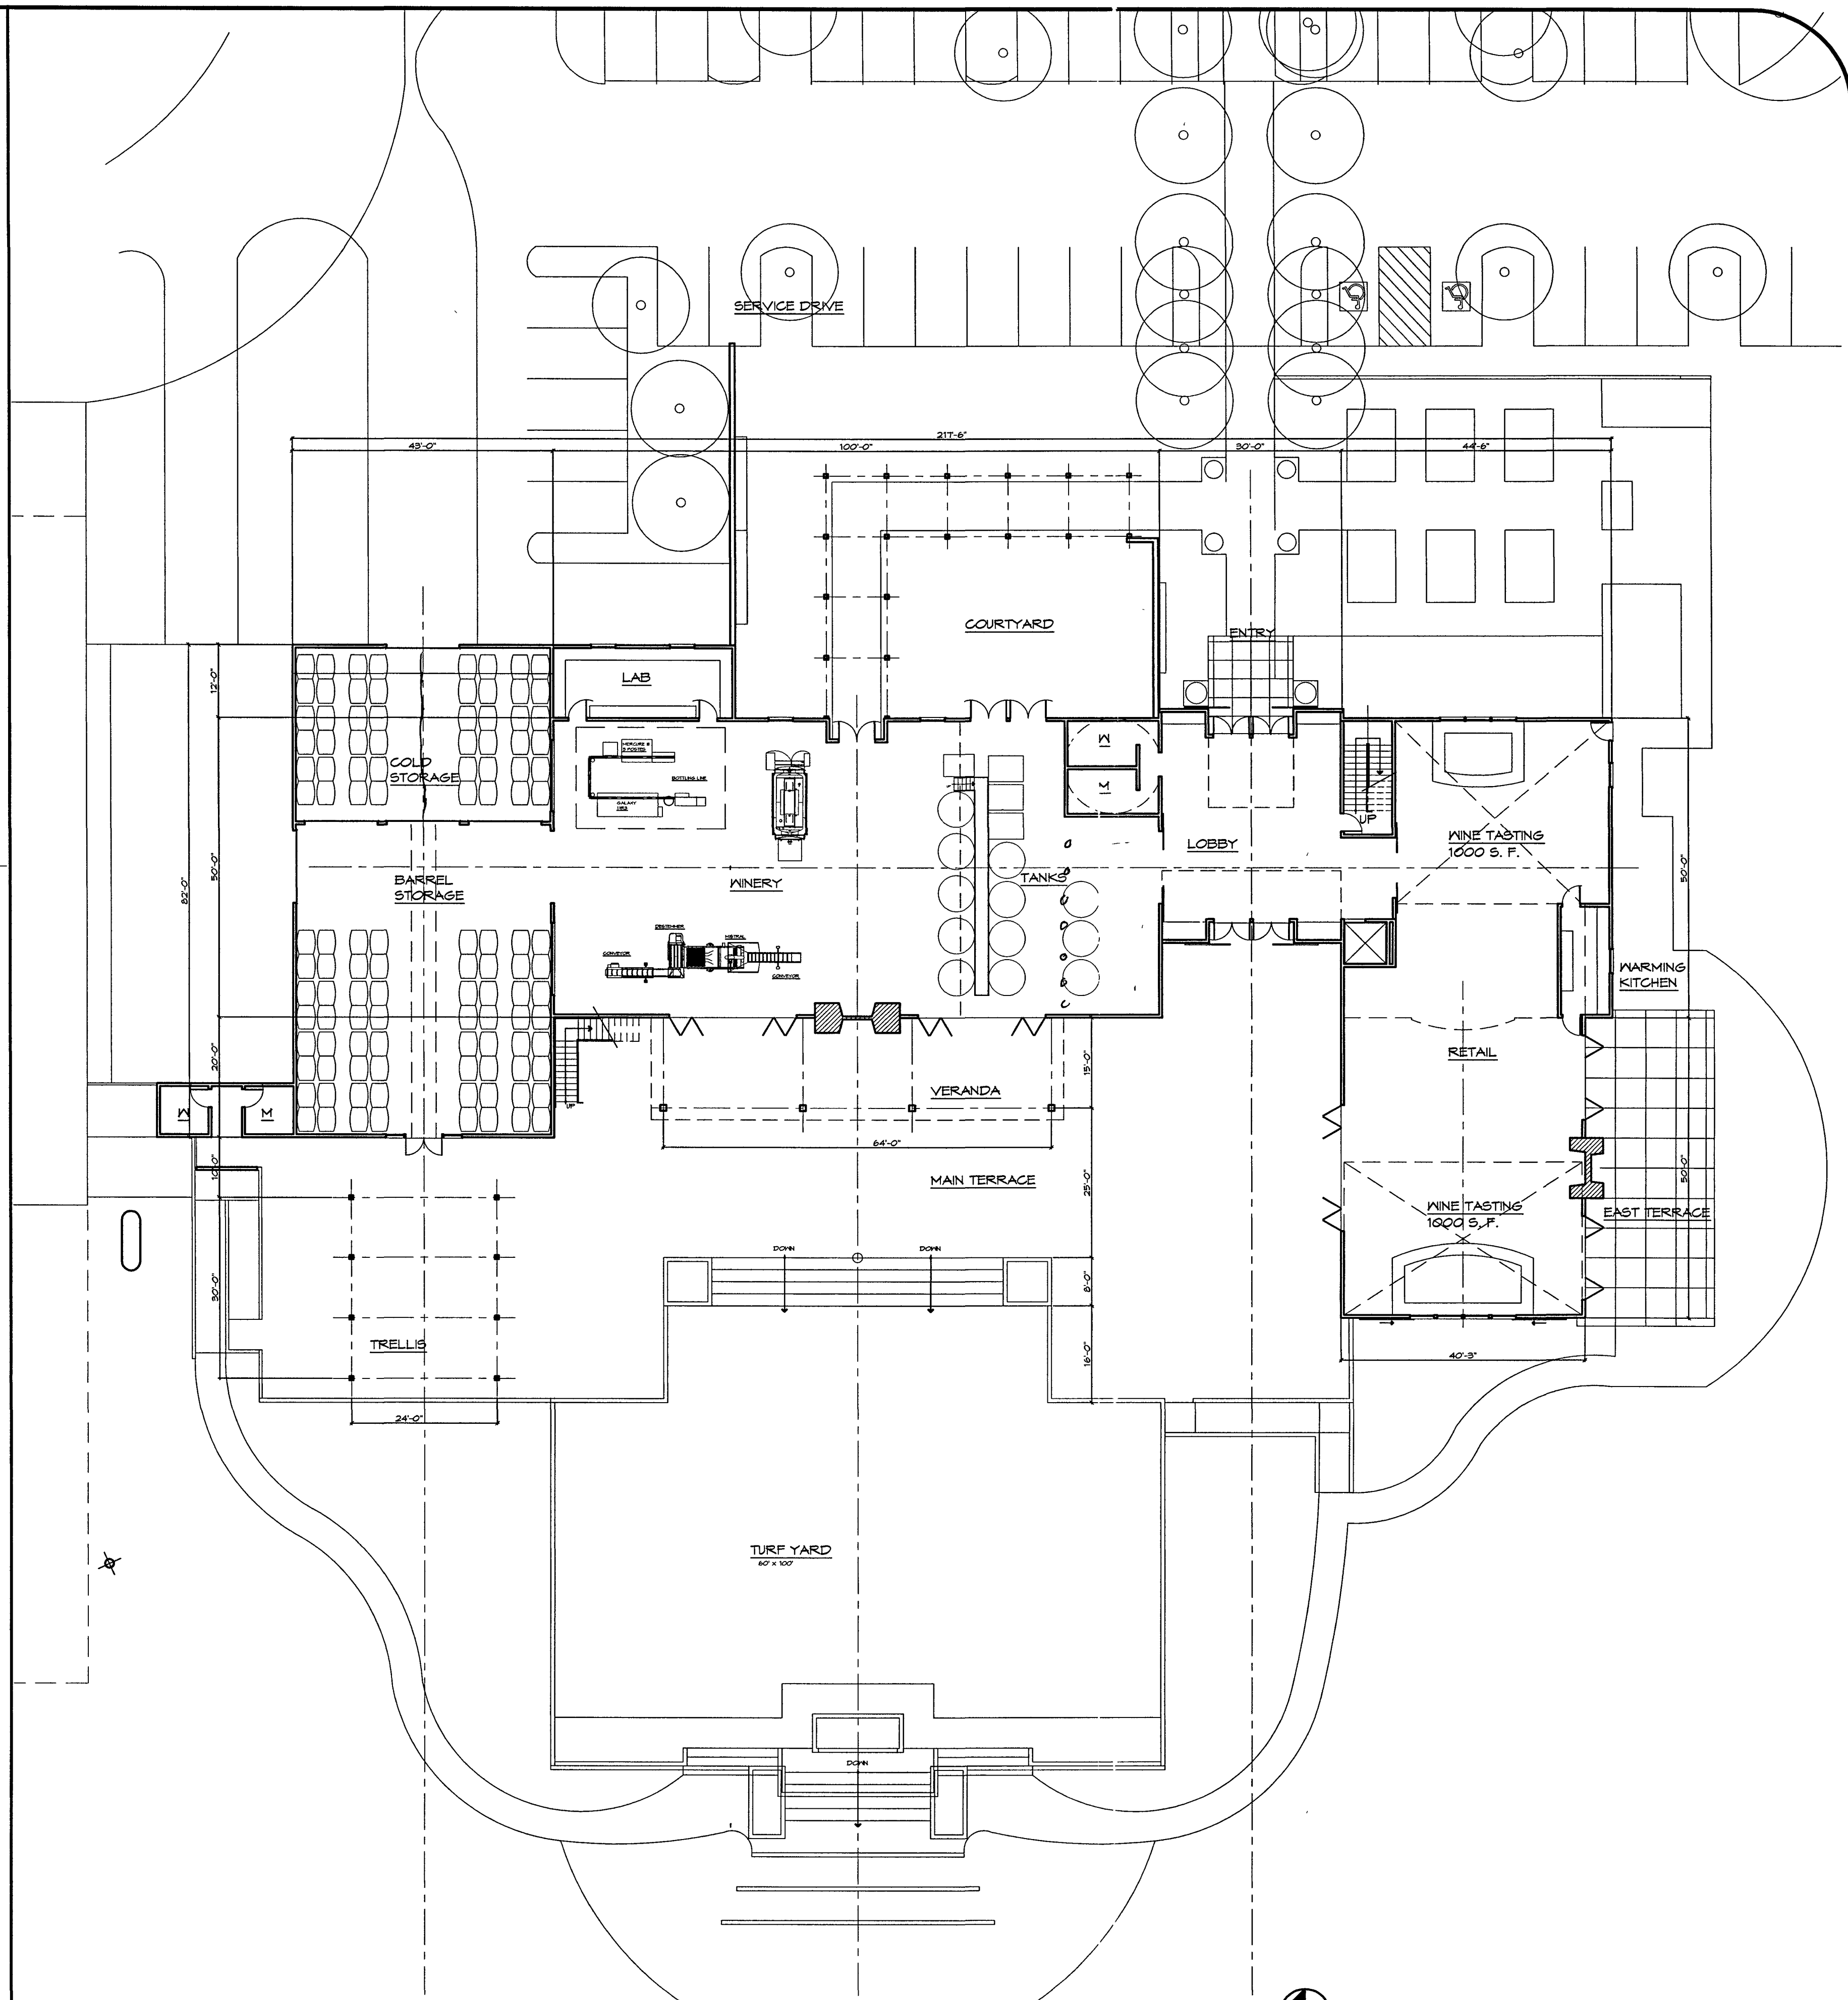 SERVICE DRIVE
217'-6"
43'-0"
100'-0"
30'-0"
44'-6"
COURTYARD
ENTRY
LAB
12'-0"
W
COLD
STORAGE
BOTTLING LINE
M
UP
WINE TASTING
1000 S. F.
LOBBY
BARREL
STORAGE
WINERY
TANKS
82'-0"
50'-0"
50'-0"
DESTEMMER
MISTRAL
CONVEYOR
CONVEYOR
WARMING
KITCHEN
RETAIL
20'-0"
15'-0"
VERANDA
UP
W
M
64'-0"
10'-0"
MAIN TERRACE
25'-0"
50'-0"
WINE TASTING
1000 S. F.
EAST TERRACE
DOWN
DOWN
30'-0"
8'-0"
TRELLIS
16'-0"
40'-3"
24'-0"
TURF YARD
60' x 100'
DOWN